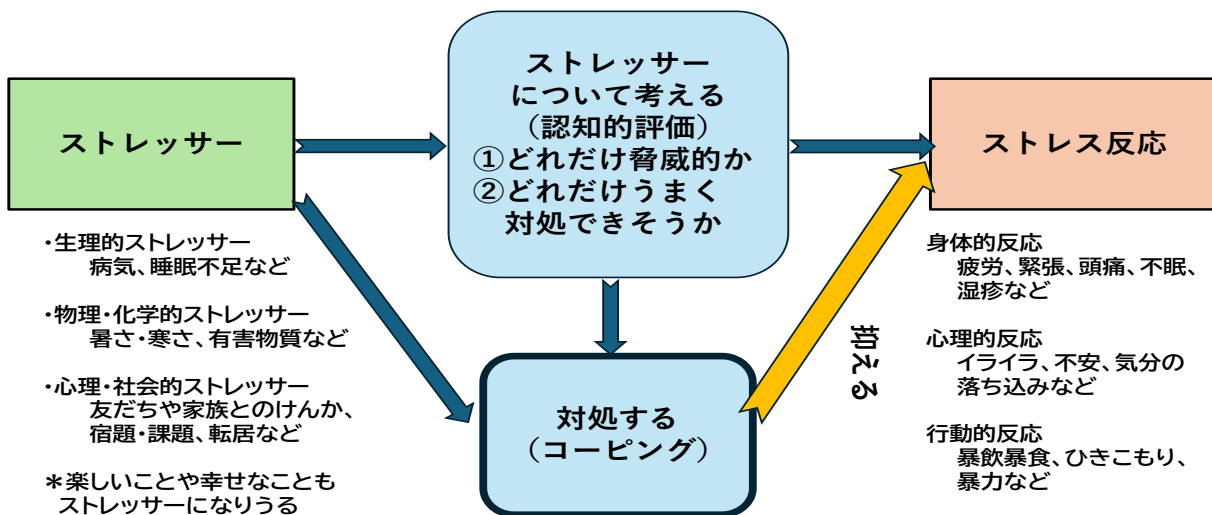 ストレッサー
・生理的ストレッサー
病気、睡眠不足など
・物理・化学的ストレッサー
暑さ・寒さ、有害物質など
・心理・社会的ストレッサー
友だちや家族とのけんか、
宿題・課題、転居など
＊楽しいことや幸せなことも
ストレッサーになりうる
ストレッサー
について考える
（認知的評価）
①どれだけ脅威的か
②どれだけうまく
対処できそうか
対処する
（コーピング）
抑える
ストレス反応
身体的反応
疲労、緊張、頭痛、不眠、
湿疹など
心理的反応
イライラ、不安、気分の
落ち込みなど
行動的反応
暴飲暴食、ひきこもり、
暴力など